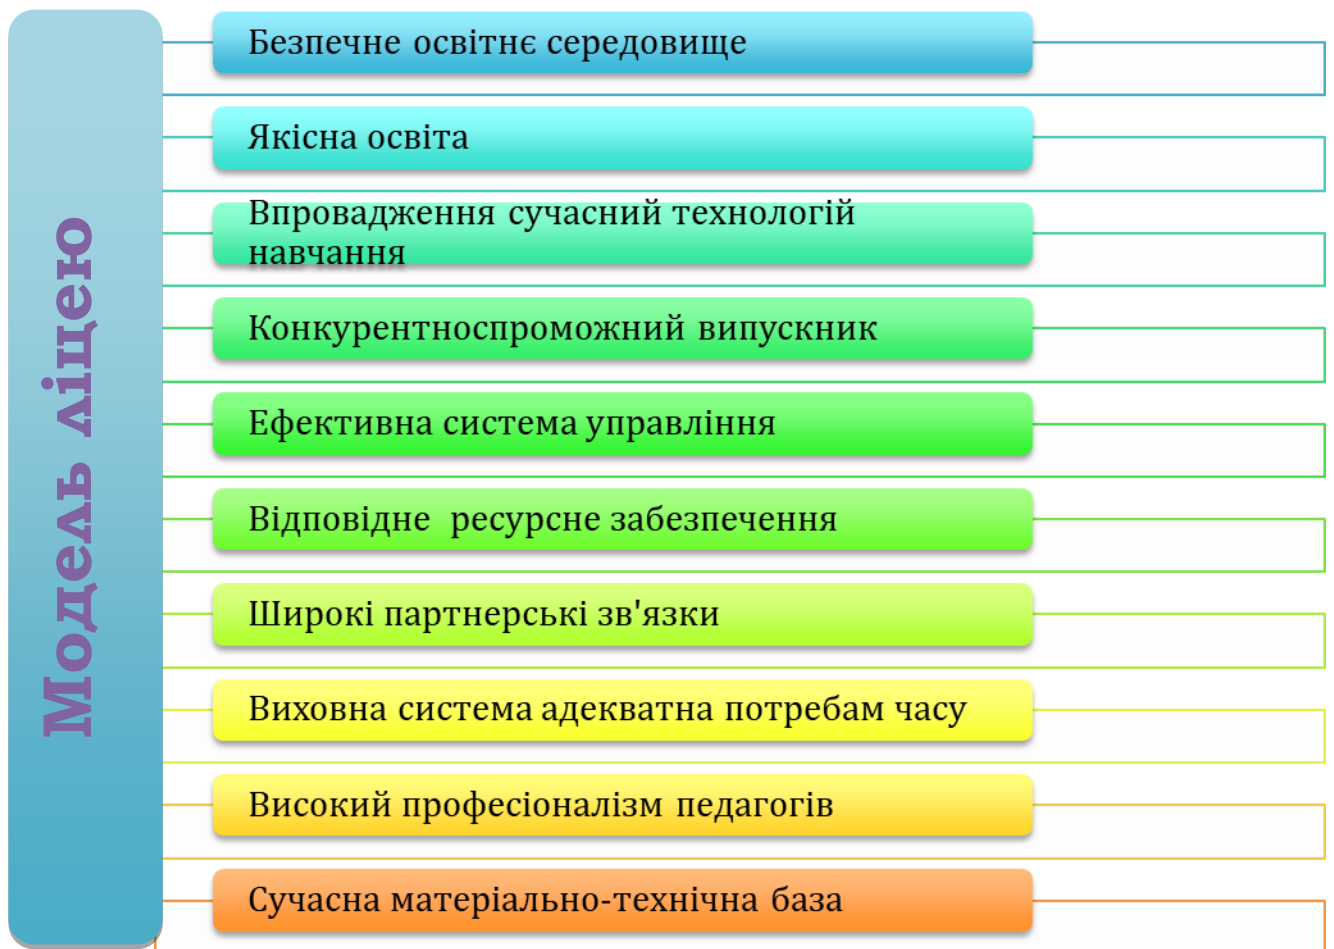 Модель ліцею
Безпечне освітнє середовище
Якісна освіта
Впровадження сучасний технологій
навчання
Конкурентноспроможний випускник
Ефективна система управління
Відповідне  ресурсне забезпечення
Широкі партнерські зв'язки
Виховна система адекватна потребам часу
Високий професіоналізм педагогів
Сучасна матеріально-технічна база